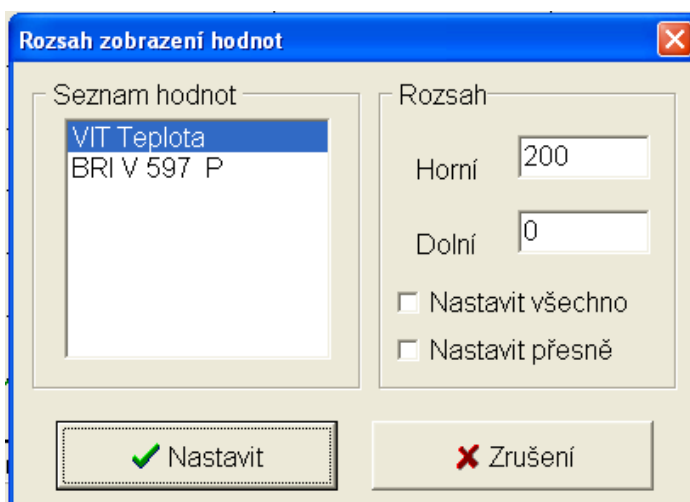 Rozsah zobrazení hodnot
Seznam hodnot
VIT Teplota
BRI V 597 P
Rozsah
Horní 200
Dolní 0
Nastavit všechno
Nastavit přesně
Nastavit
Zrušení